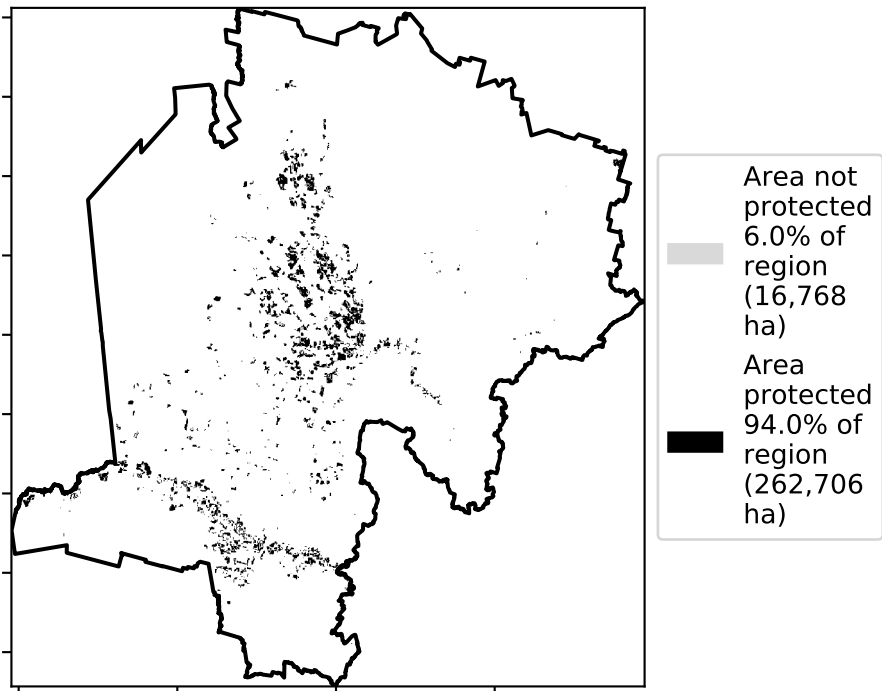 Area not
protected
6.0% of
region
(16,768
ha)
Area
protected
94.0% of
region
(262,706
ha)